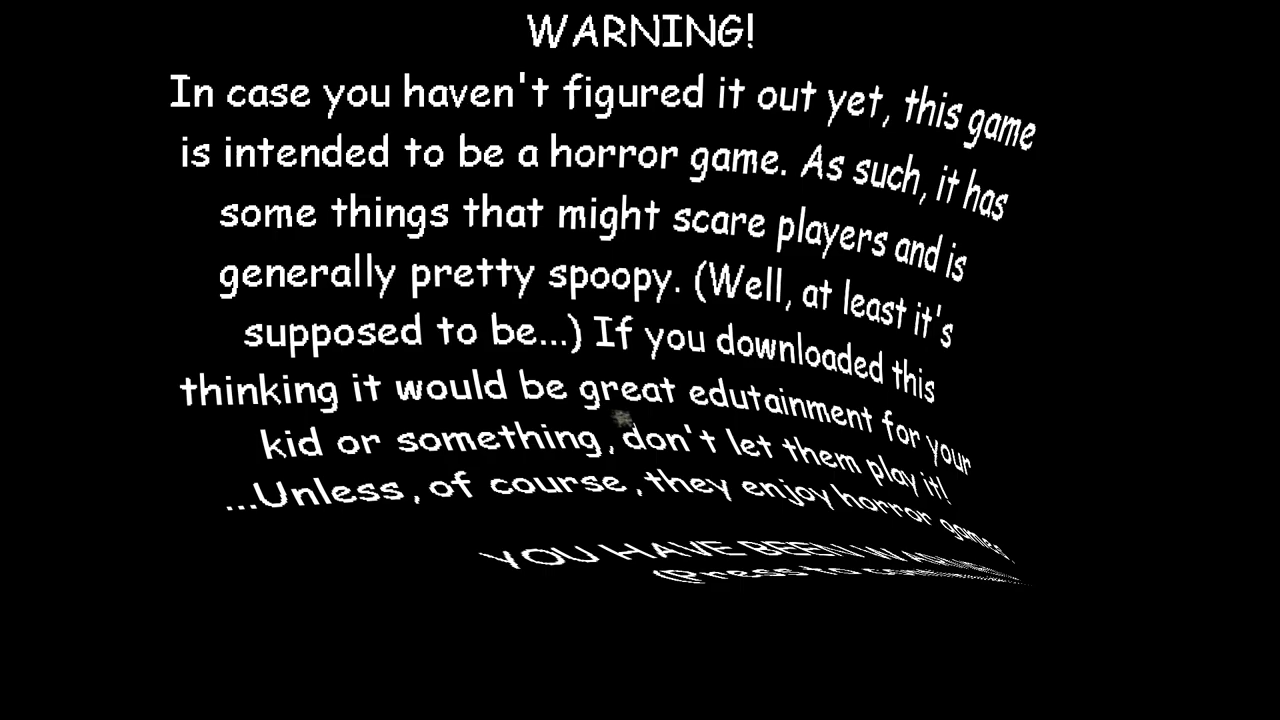 WARNING!
In case you haven't figured it out yet, this game
is intended to be a horror game. As such, it has
some things that might scare players and is
generally pretty spoopy. (Well, at least it's
supposed to be...) If you downloaded this
thinking it would be great edutainment for your
kid or something, don't let them play it!
...Unless, of course, they enjoy horror games.
YOU HAVE BEEN
(Press to